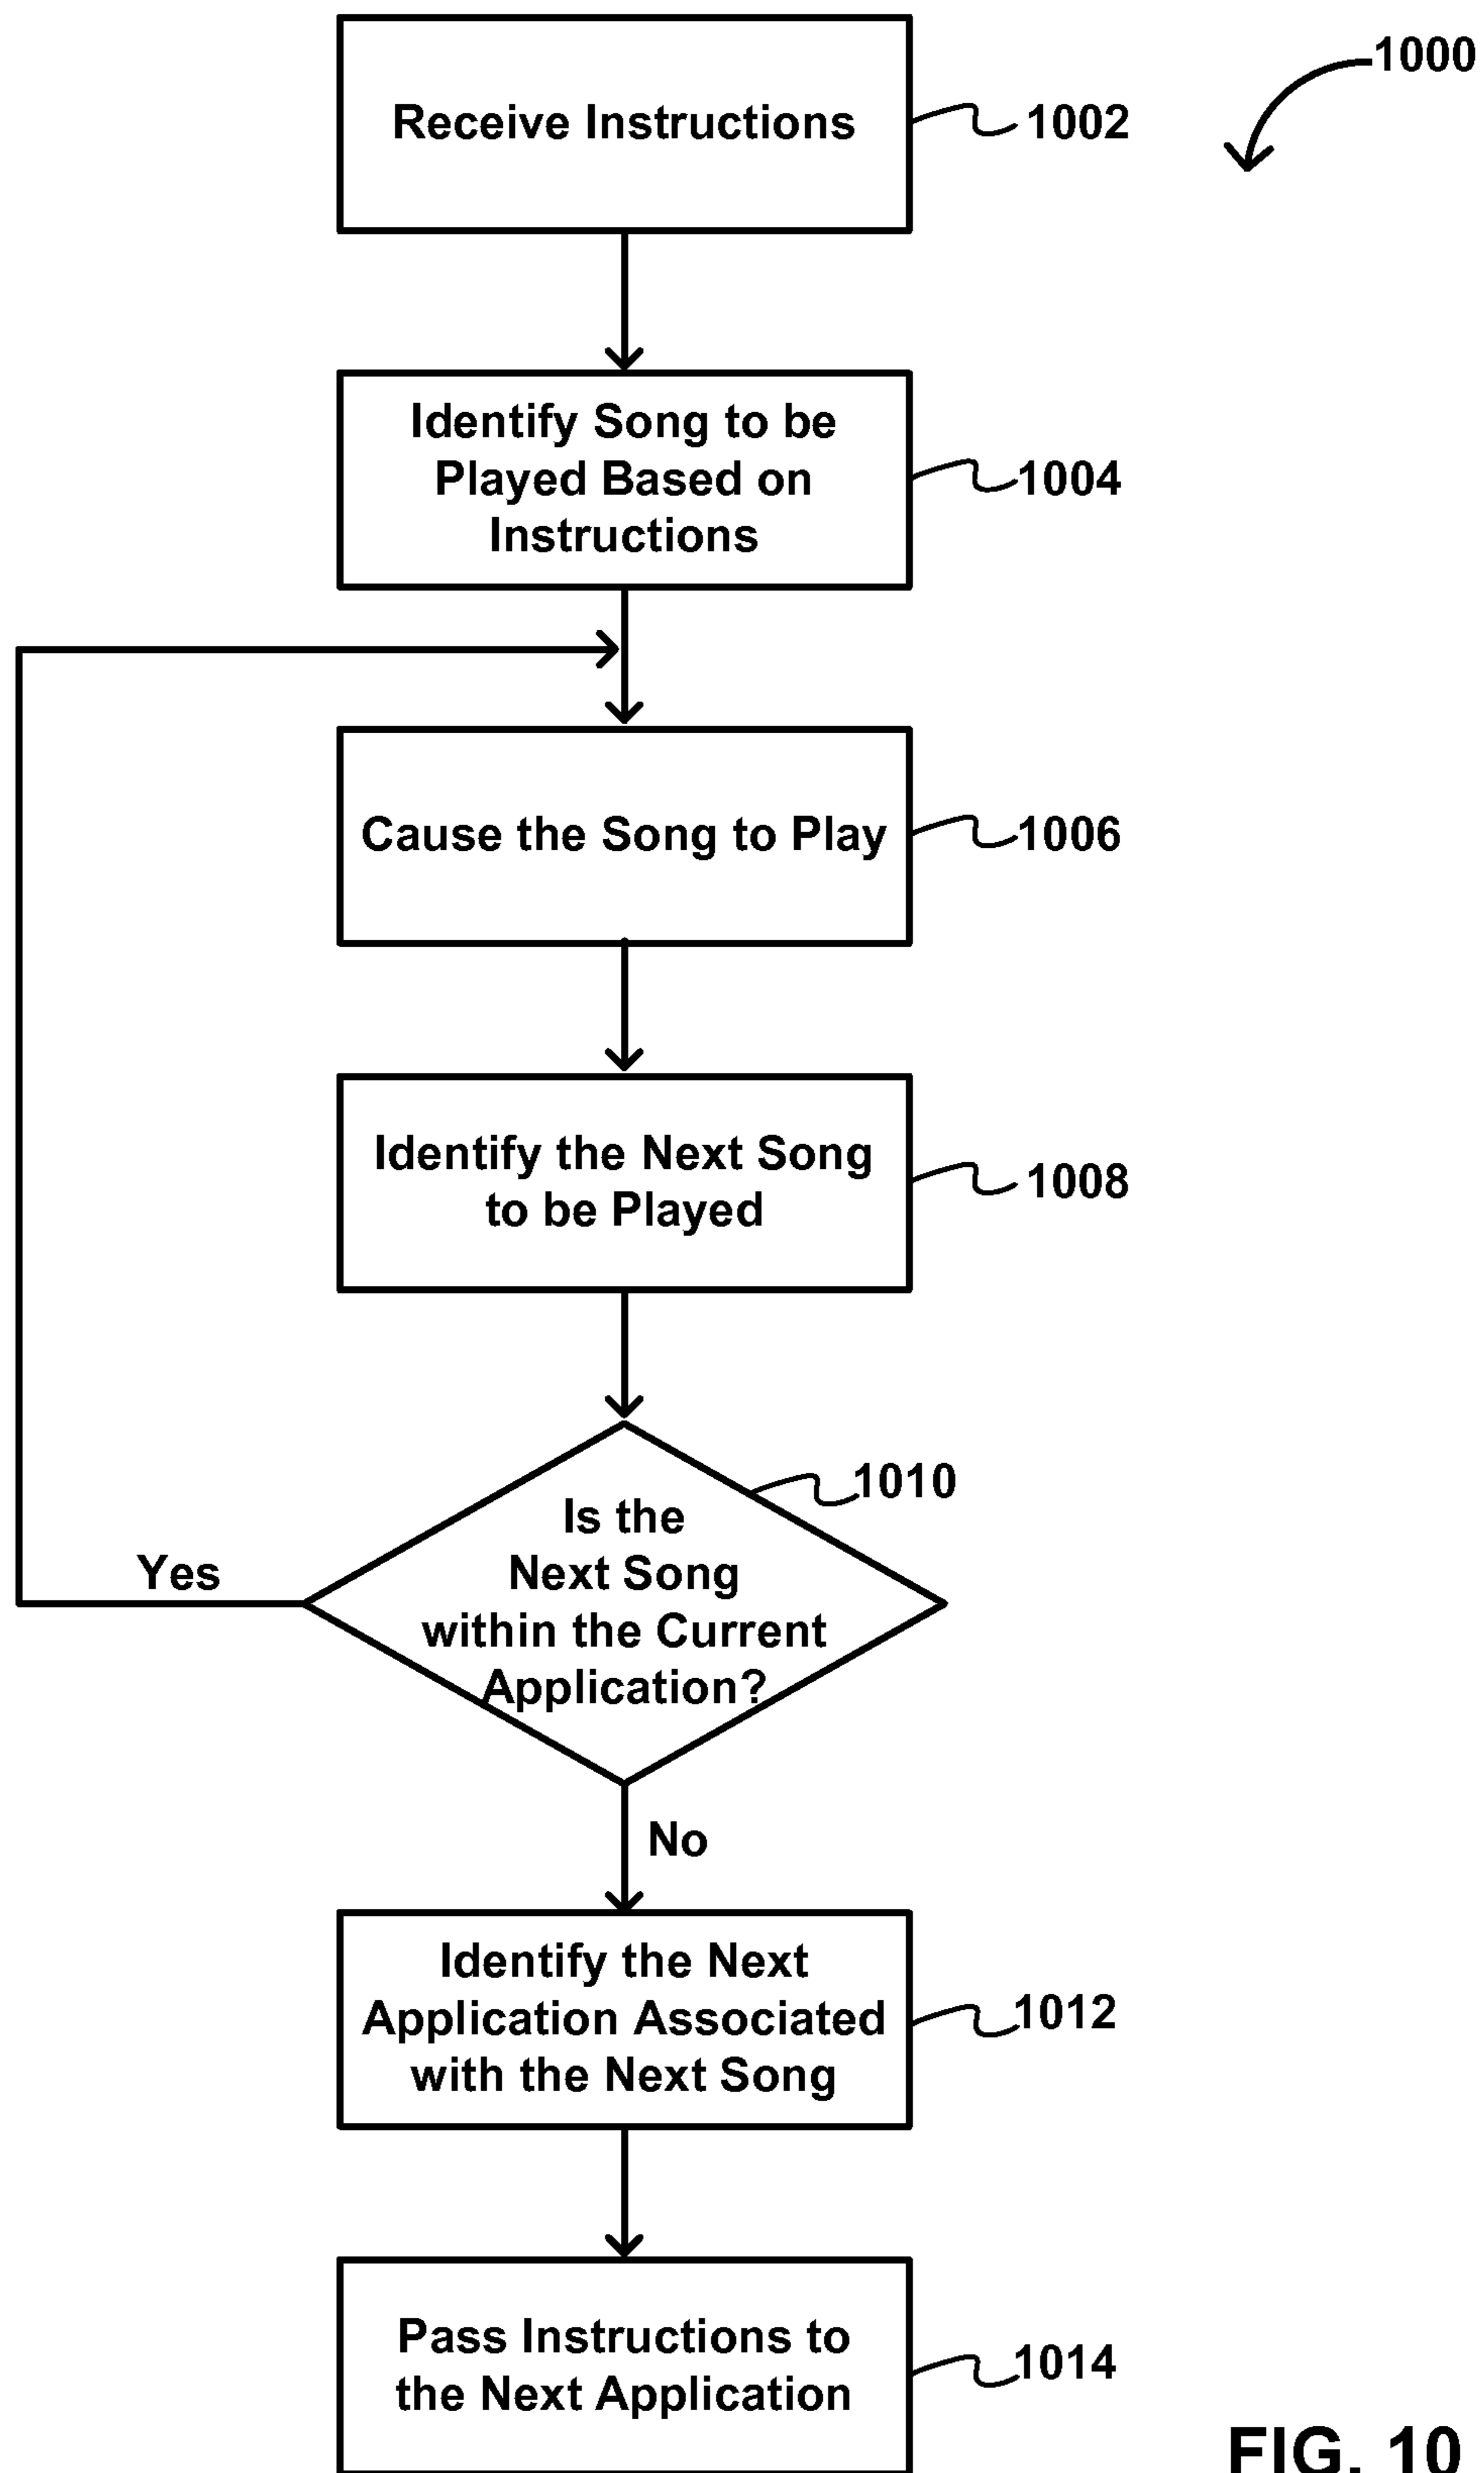 1000
Receive Instructions
1002
Identify Song to be
Played Based on
Instructions
1004
Cause the Song to Play
1006
Identify the Next Song
to be Played
1008
1010
Is the
Next Song
within the Current
Application?
Yes
No
Identify the Next
Application Associated
with the Next Song
1012
Pass Instructions to
the Next Application
1014
FIG. 10